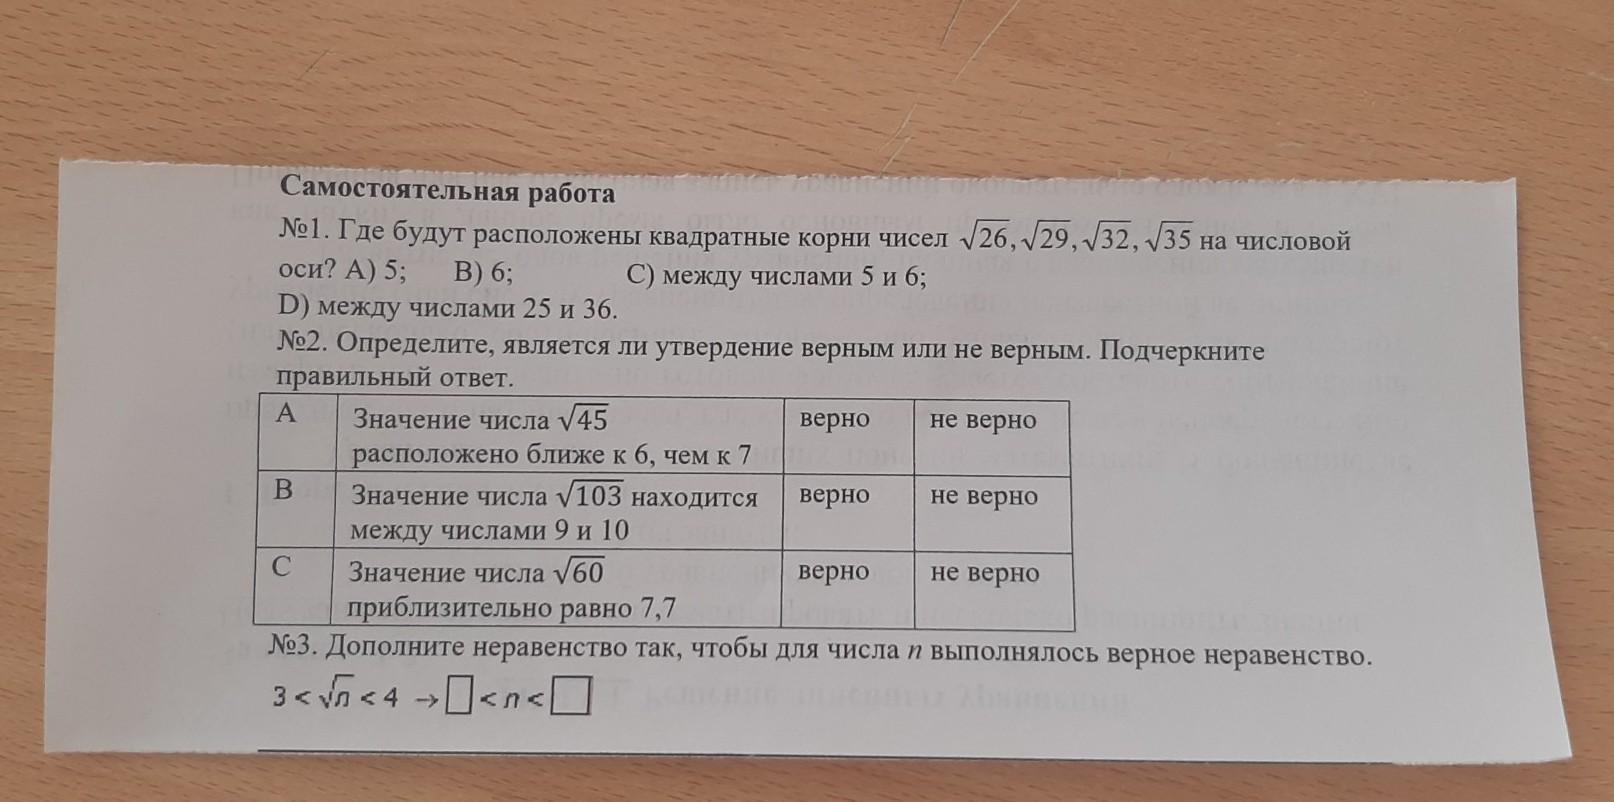 Самостоятельная работа
№1. Где будут расположены квадратные корни чисел √26, √29, √32, √35 на числовой
оси? А) 5; В) 6; С) между числами 5 и 6;
D) между числами 25 и 36.
№2. Определите, является ли утвердение верным или не верным. Подчеркните
правильный ответ.
А Значение числа √45 верно не верно
расположено ближе к 6, чем к 7
В Значение числа √103 находится верно не верно
между числами 9 и 10
С Значение числа √60 верно не верно
приблизительно равно 7,7
№3. Дополните неравенство так, чтобы для числа n выполнялось верное неравенство.
3 < √n < 4 → □ < n < □